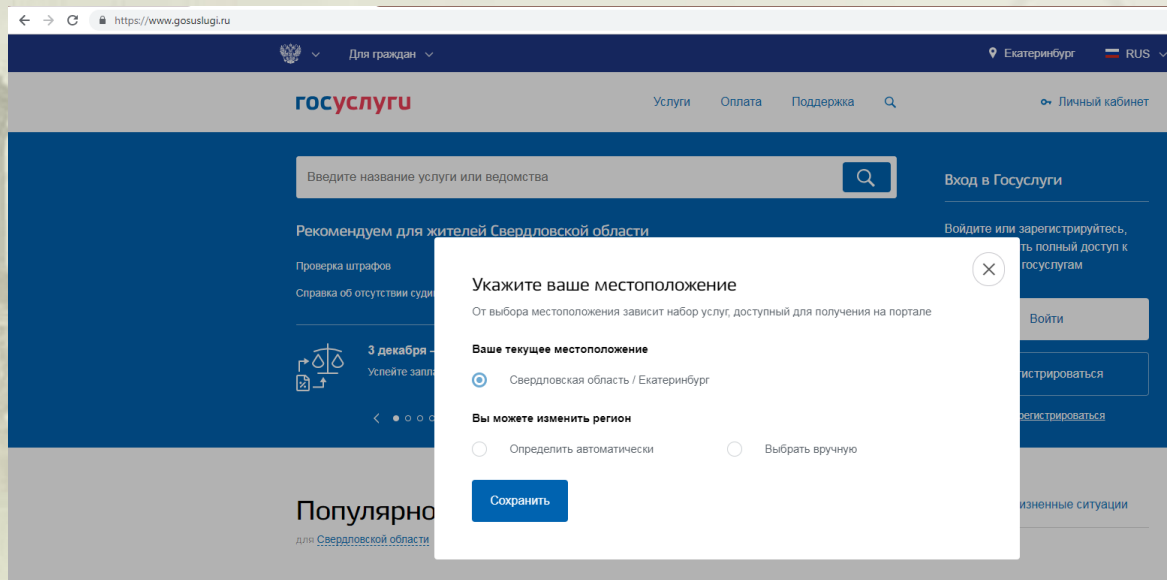 https://www.gosuslugi.ru
Для граждан
Екатеринбург
RUS
госуслуги
Услуги
Оплата
Поддержка
Личный кабинет
Введите название услуги или ведомства
Вход в Госуслуги
Рекомендуем для жителей Свердловской области
Войдите или зарегистрируйтесь,
полный доступ к
Проверка штрафов
госуслугам
Справка об отсутствии
Укажите ваше местоположение
От выбора местоположения зависит набор услуг, доступный для получения на портале
Войти
3 декабря –
Успейте
Ваше текущее местоположение
Свердловская область / Екатеринбург
Вы можете изменить регион
Определить автоматически
Выбрать вручную
Сохранить
Популярно
для Свердловской области
ситуации